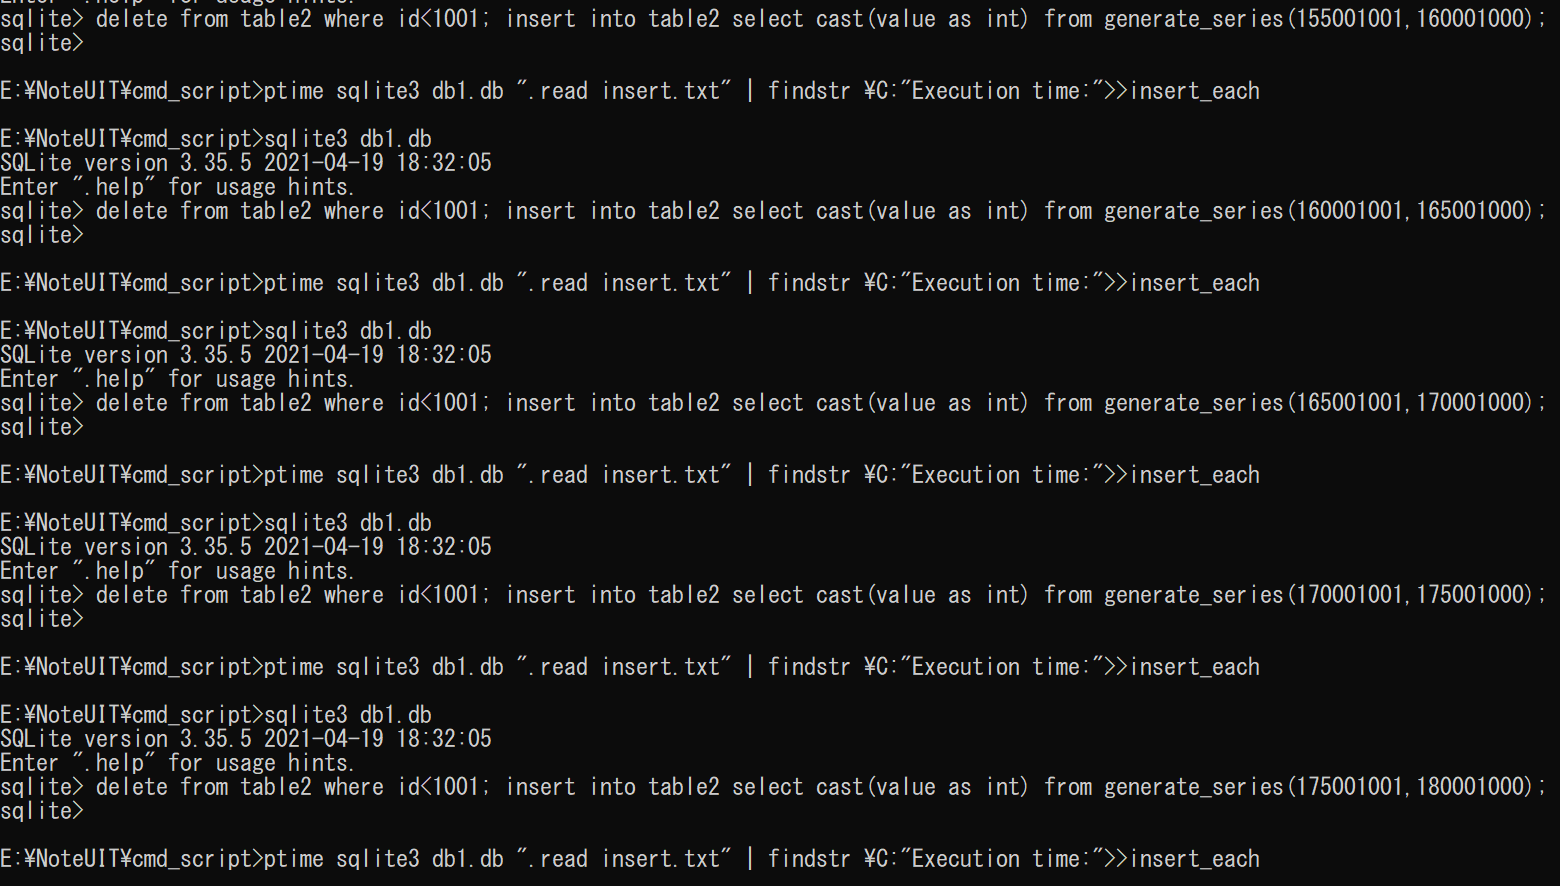 Enter ".help" for usage hints.
sqlite> delete from table2 where id<1001; insert into table2 select cast(value as int) from generate_series(155001001,160001000);
sqlite>
E:¥NoteUIT¥cmd_script>ptime sqlite3 db1.db ".read insert.txt" | findstr ¥C:"Execution time:">>insert_each
E:¥NoteUIT¥cmd_script>sqlite3 db1.db
SQLite version 3.35.5 2021-04-19 18:32:05
Enter ".help" for usage hints.
sqlite> delete from table2 where id<1001; insert into table2 select cast(value as int) from generate_series(160001001,165001000);
sqlite>
E:¥NoteUIT¥cmd_script>ptime sqlite3 db1.db ".read insert.txt" | findstr ¥C:"Execution time:">>insert_each
E:¥NoteUIT¥cmd_script>sqlite3 db1.db
SQLite version 3.35.5 2021-04-19 18:32:05
Enter ".help" for usage hints.
sqlite> delete from table2 where id<1001; insert into table2 select cast(value as int) from generate_series(165001001,170001000);
sqlite>
E:¥NoteUIT¥cmd_script>ptime sqlite3 db1.db ".read insert.txt" | findstr ¥C:"Execution time:">>insert_each
E:¥NoteUIT¥cmd_script>sqlite3 db1.db
SQLite version 3.35.5 2021-04-19 18:32:05
Enter ".help" for usage hints.
sqlite> delete from table2 where id<1001; insert into table2 select cast(value as int) from generate_series(170001001,175001000);
sqlite>
E:¥NoteUIT¥cmd_script>ptime sqlite3 db1.db ".read insert.txt" | findstr ¥C:"Execution time:">>insert_each
E:¥NoteUIT¥cmd_script>sqlite3 db1.db
SQLite version 3.35.5 2021-04-19 18:32:05
Enter ".help" for usage hints.
sqlite> delete from table2 where id<1001; insert into table2 select cast(value as int) from generate_series(175001001,180001000);
sqlite>
E:¥NoteUIT¥cmd_script>ptime sqlite3 db1.db ".read insert.txt" | findstr ¥C:"Execution time:">>insert_each